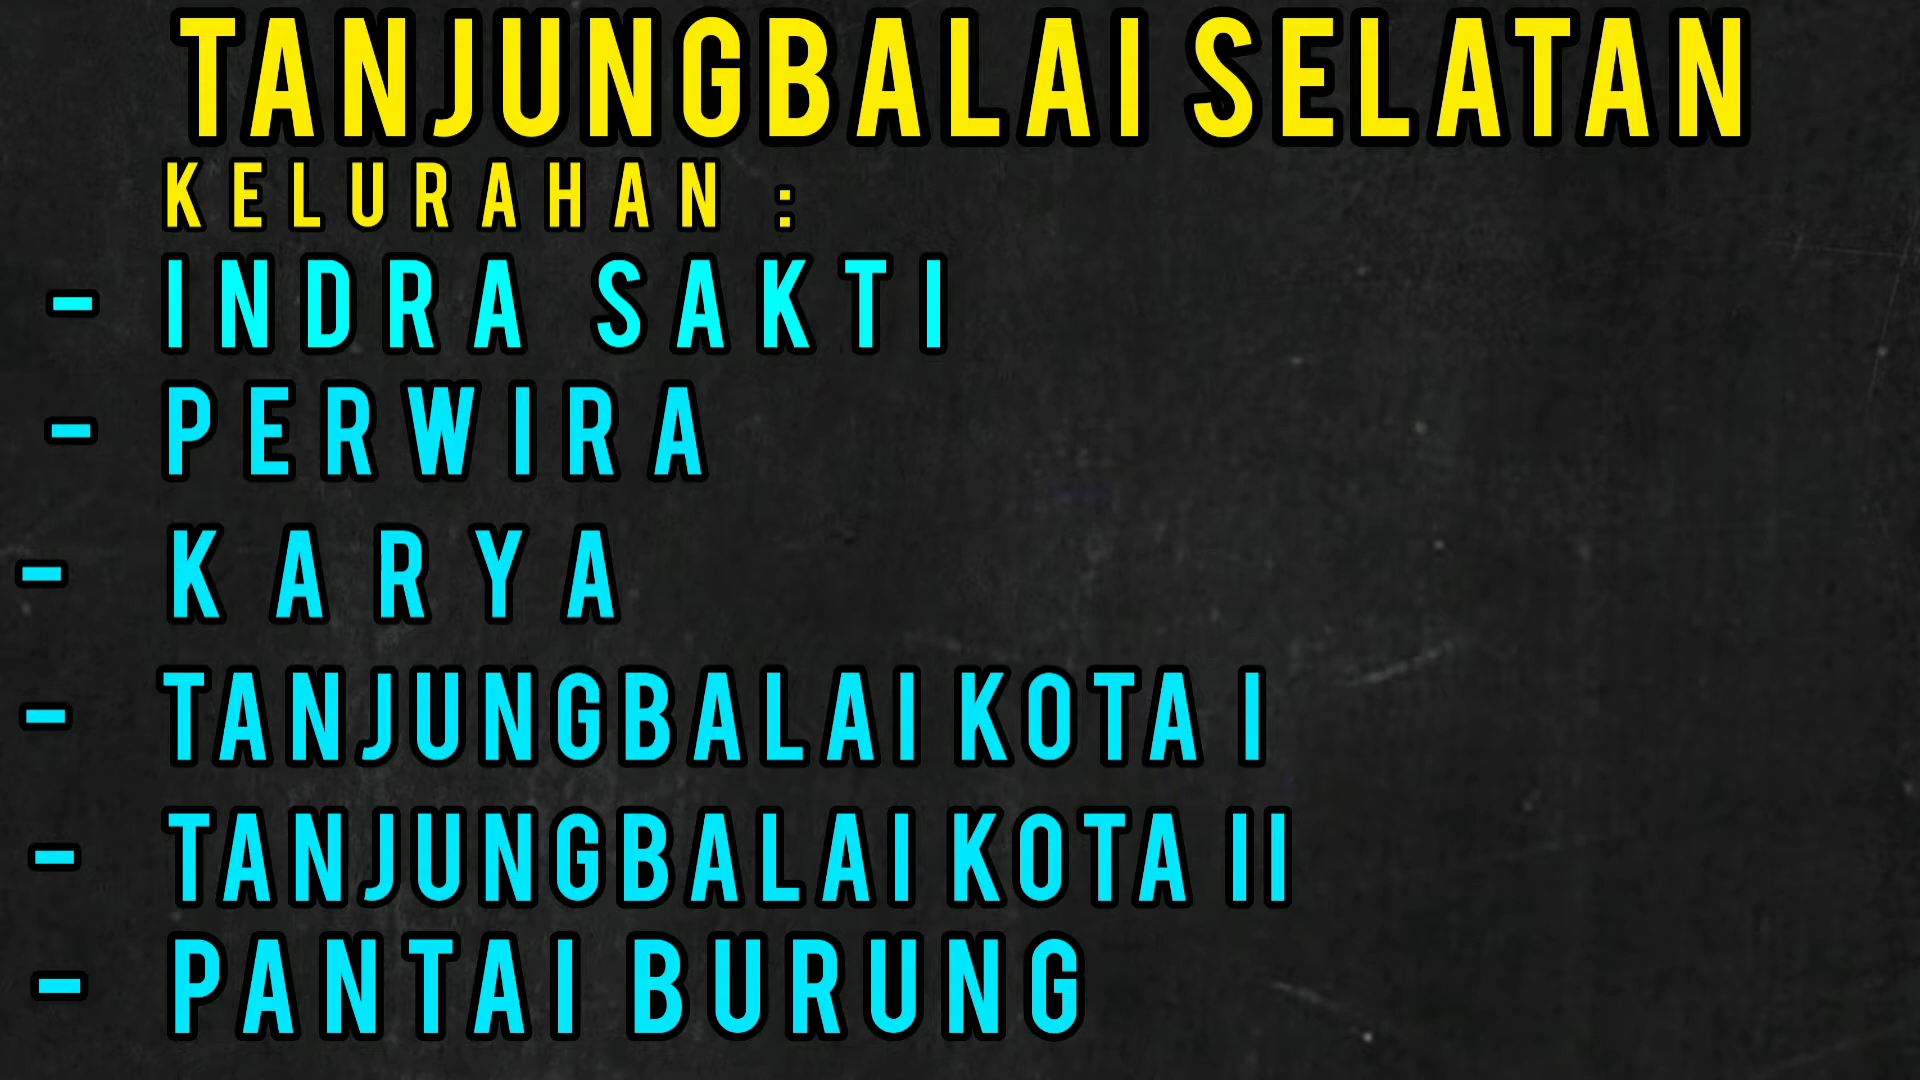 TANJUNGBALAI SELATAN
KELURAHAN :
- INDRA SAKTI
- PERWIRA
- KARYA
- TANJUNGBALAI KOTA I
- TANJUNGBALAI KOTA II
- PANTAI BURUNG